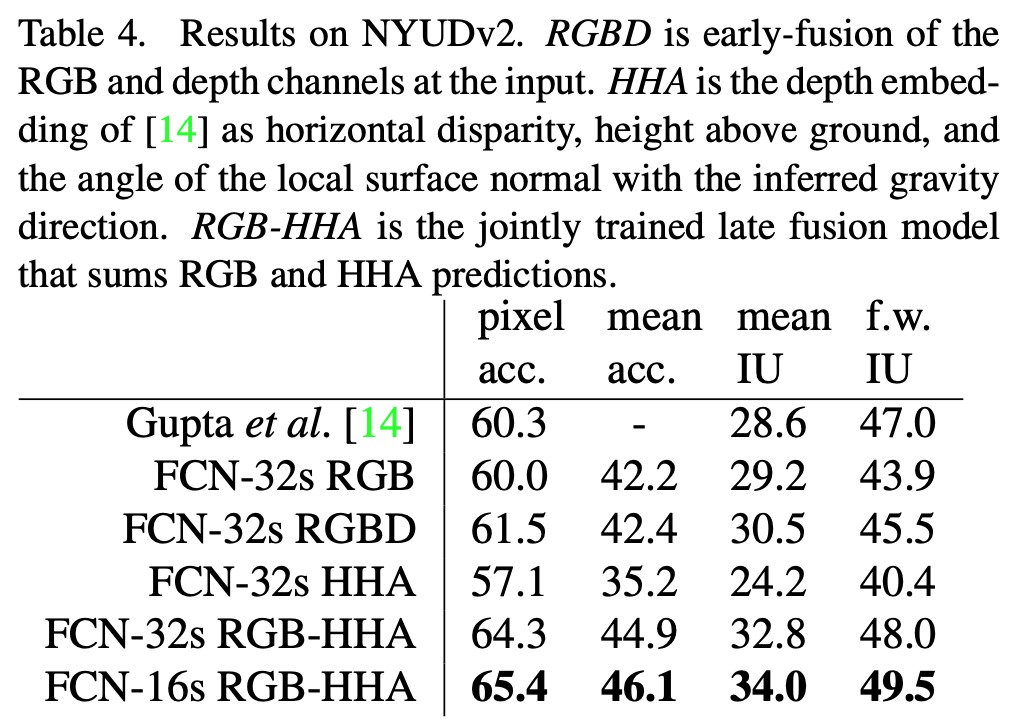 Table 4. Results on NYUDv2. RGBD is early-fusion of the
RGB and depth channels at the input. HHA is the depth embed-
ding of [14] as horizontal disparity, height above ground, and
the angle of the local surface normal with the inferred gravity
direction. RGB-HHA is the jointly trained late fusion model
that sums RGB and HHA predictions.
pixel mean mean f.w.
acc. acc. IU IU
Gupta et al. [14] 60.3 - 28.6 47.0
FCN-32s RGB 60.0 42.2 29.2 43.9
FCN-32s RGBD 61.5 42.4 30.5 45.5
FCN-32s HHA 57.1 35.2 24.2 40.4
FCN-32s RGB-HHA 64.3 44.9 32.8 48.0
FCN-16s RGB-HHA 65.4 46.1 34.0 49.5